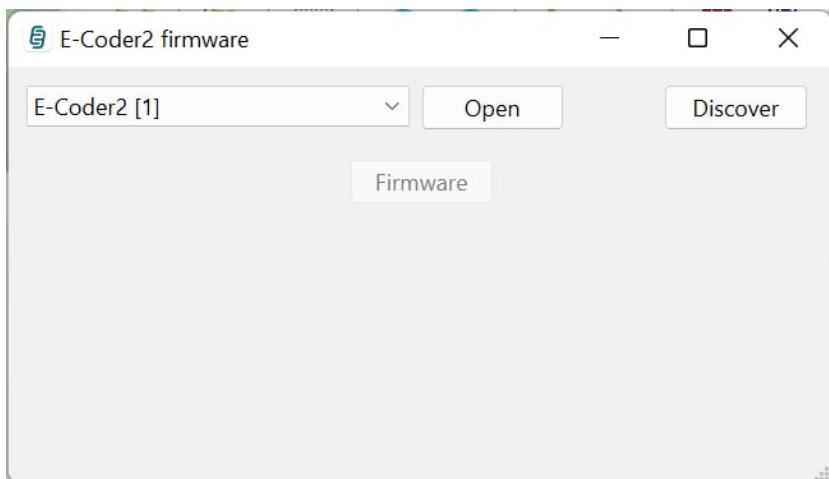 E-Coder2 firmware
E-Coder2 [1]
Open
Discover
Firmware